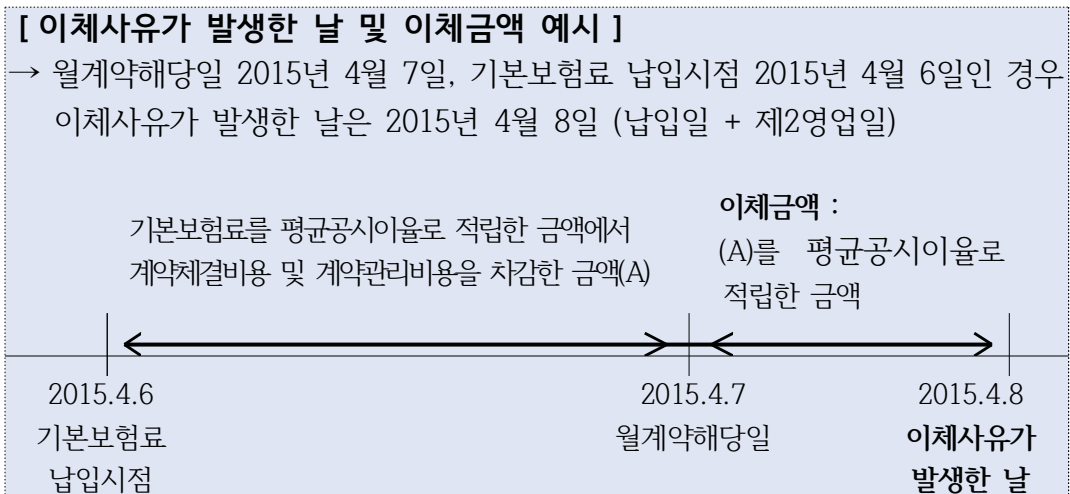 [ 이체사유가 발생한 날 및 이체금액 예시 ]
→ 월계약해당일 2015년 4월 7일, 기본보험료 납입시점 2015년 4월 6일인 경우
이체사유가 발생한 날은 2015년 4월 8일 (납입일 + 제2영업일)
기본보험료를 평균공시이율로 적립한 금액에서
계약체결비용 및 계약관리비용을 차감한 금액(A)
이체금액 :
(A)를 평균공시이율로
적립한 금액
2015.4.6
기본보험료
납입시점
2015.4.7
월계약해당일
2015.4.8
이체사유가
발생한 날